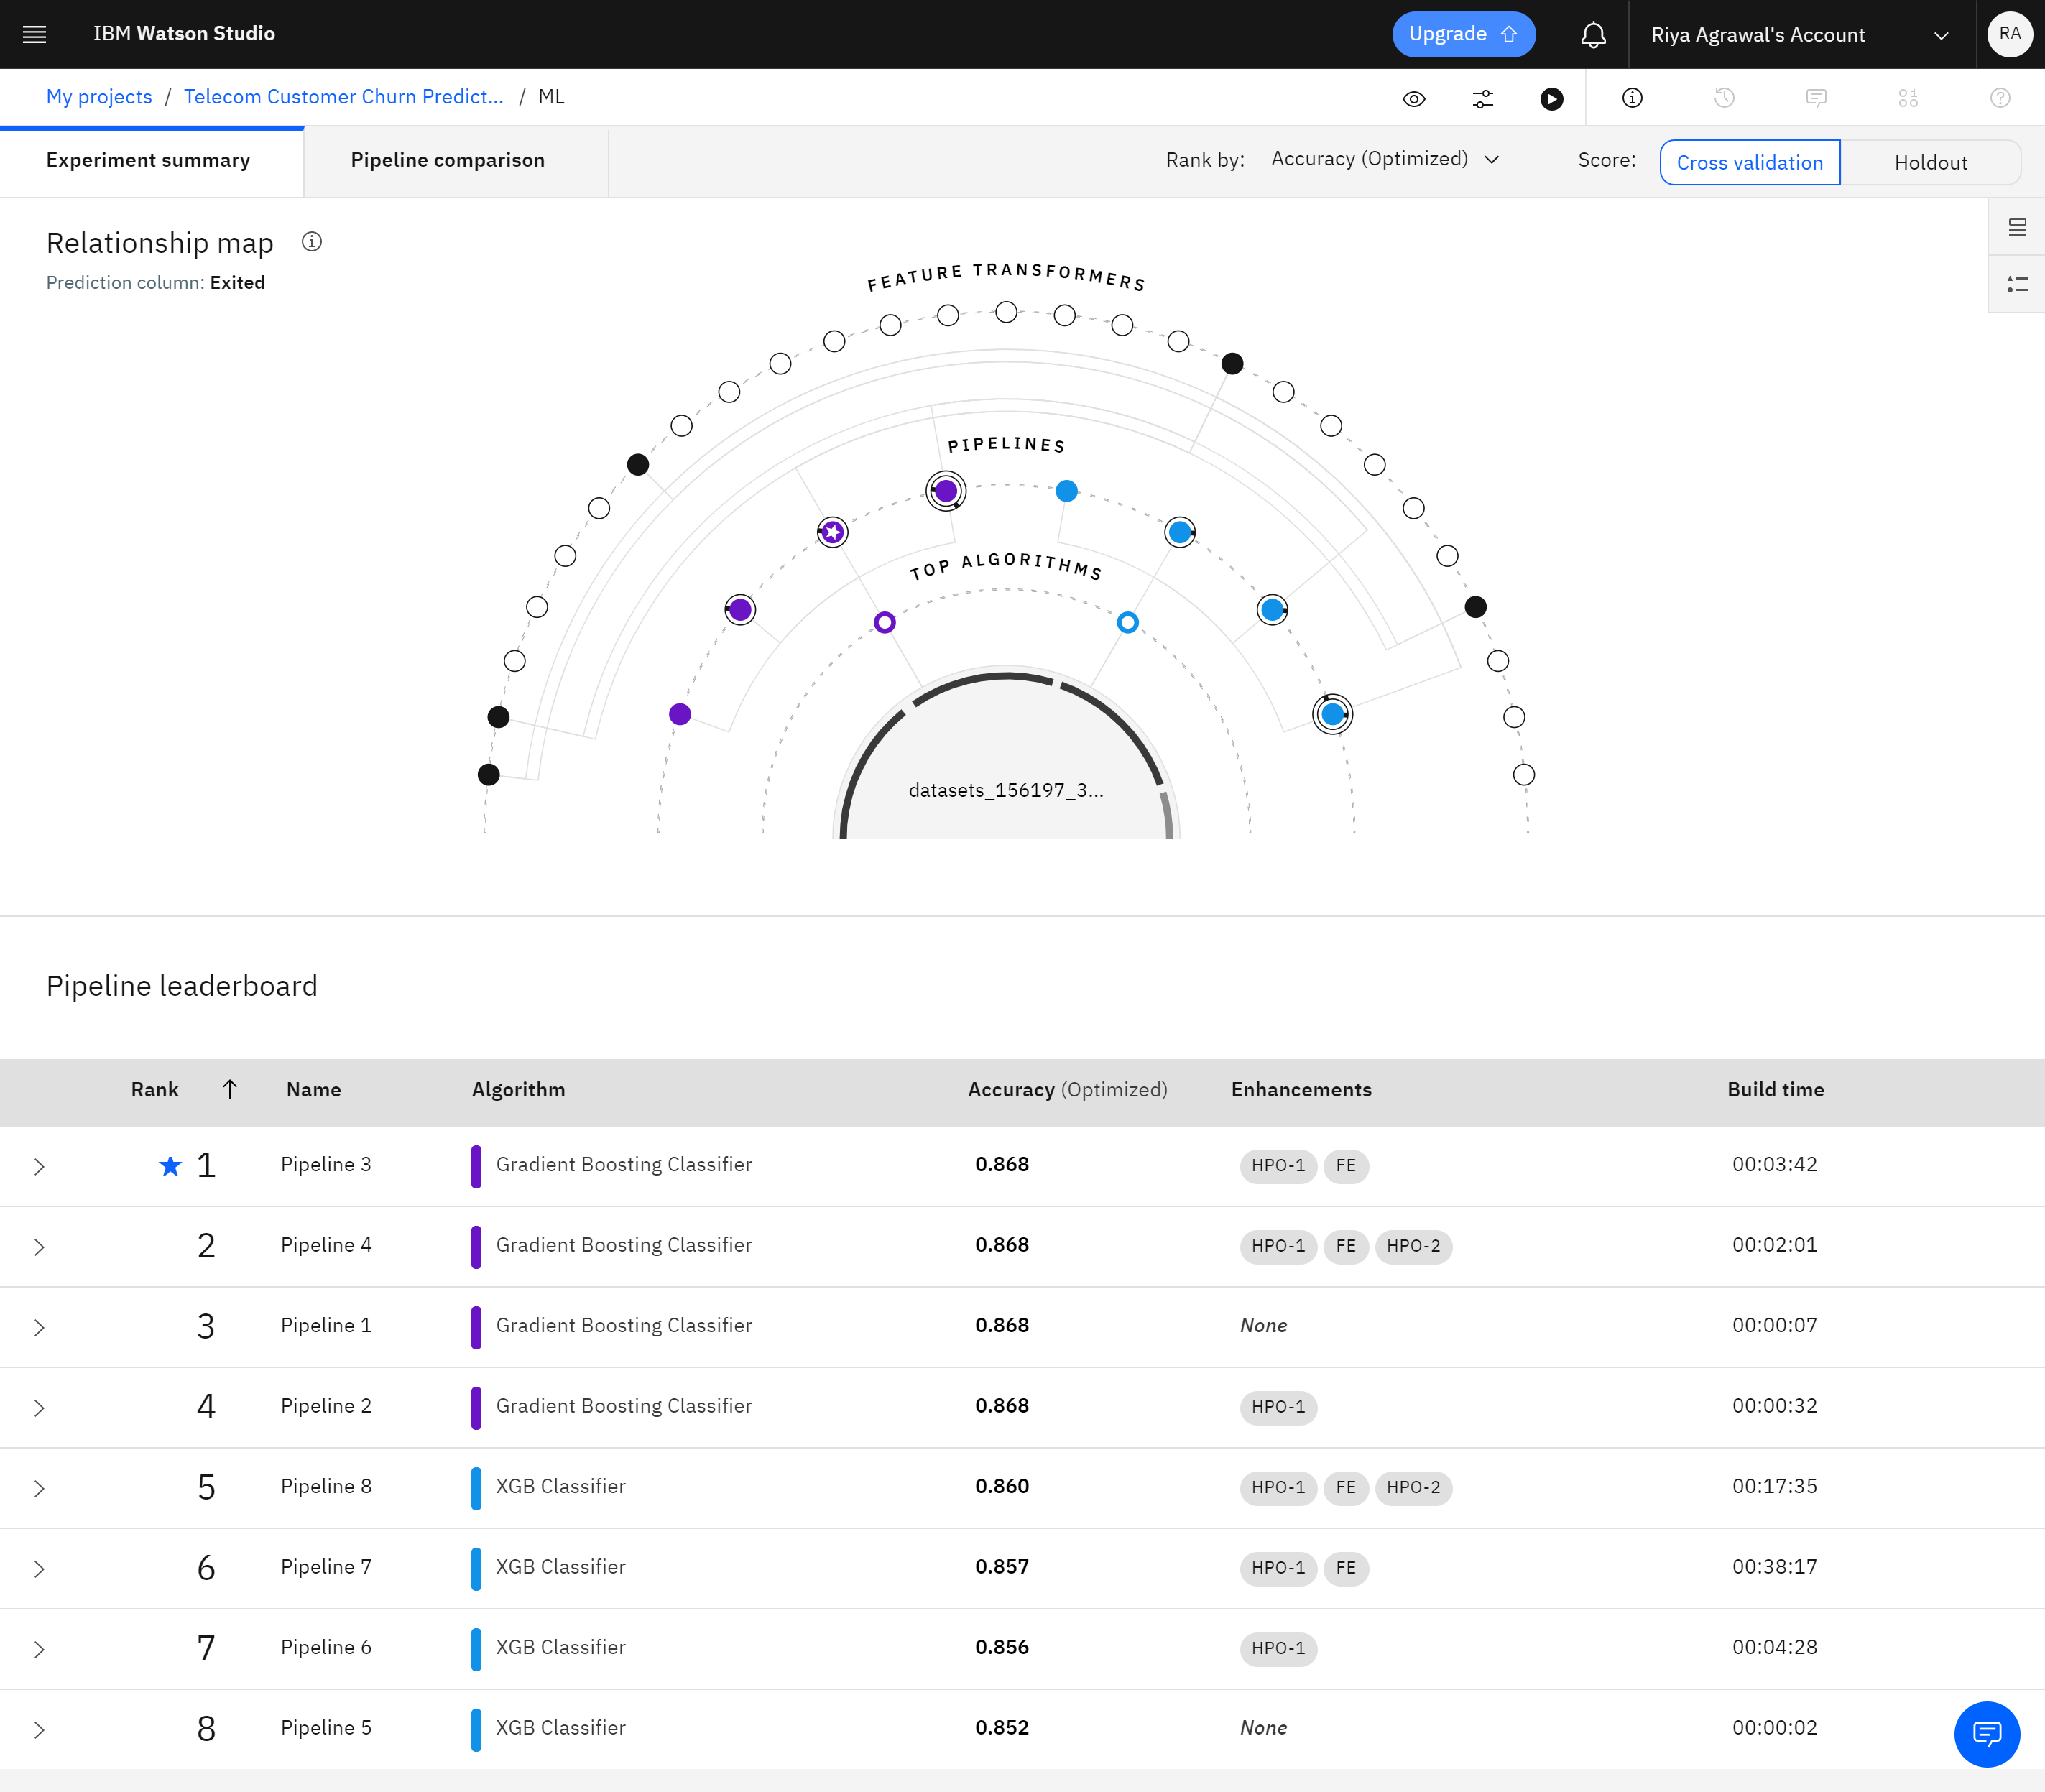 IBM Watson Studio
Upgrade
Riya Agrawal's Account
RA
My projects / Telecom Customer Churn Predict... / ML
Experiment summary
Pipeline comparison
Rank by: Accuracy (Optimized)
Score: Cross validation Holdout
Relationship map
Prediction column: Exited
FEATURE TRANSFORMERS
PIPELINES
TOP ALGORITHMS
datasets_156197_3...
Pipeline leaderboard
Rank Name Algorithm Accuracy (Optimized) Enhancements Build time
1 Pipeline 3 Gradient Boosting Classifier 0.868 HPO-1 FE 00:03:42
2 Pipeline 4 Gradient Boosting Classifier 0.868 HPO-1 FE HPO-2 00:02:01
3 Pipeline 1 Gradient Boosting Classifier 0.868 None 00:00:07
4 Pipeline 2 Gradient Boosting Classifier 0.868 HPO-1 00:00:32
5 Pipeline 8 XGB Classifier 0.860 HPO-1 FE HPO-2 00:17:35
6 Pipeline 7 XGB Classifier 0.857 HPO-1 FE 00:38:17
7 Pipeline 6 XGB Classifier 0.856 HPO-1 00:04:28
8 Pipeline 5 XGB Classifier 0.852 None 00:00:02